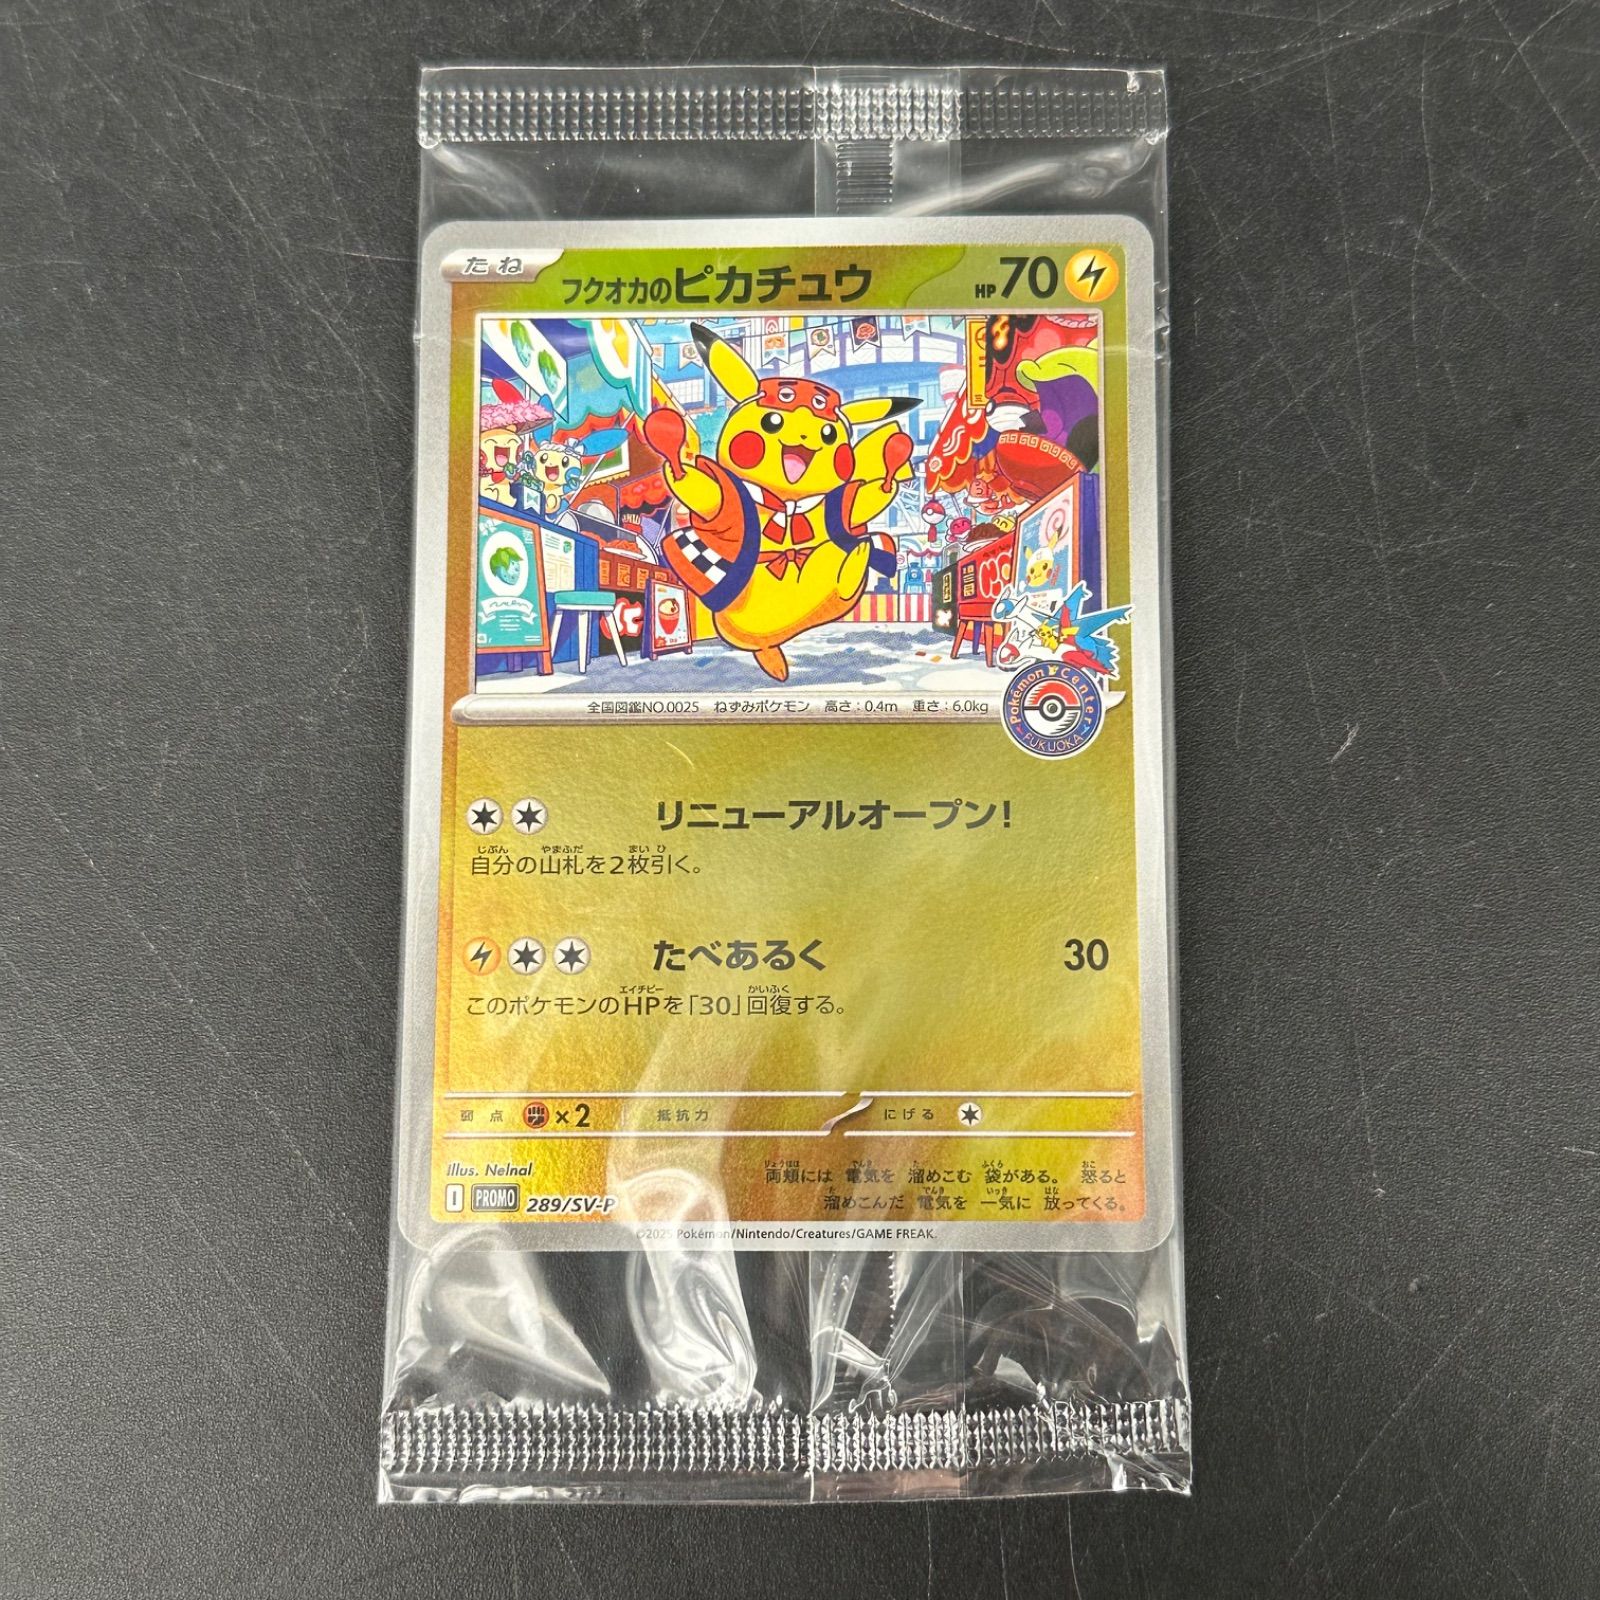 たね
フクオカのピカチュウ
HP 70
全国図鑑NO.0025 ねずみポケモン 高さ：0.4m 重さ：6.0kg
Pokémon Center
FUKUOKA
リニューアルオープン!
自分の山札を2枚引く。
たべあるく 30
このポケモンのHPを「30」回復する。
弱点 ×2 抵抗力 にげる
illus. Nelnal
I PROMO 289/SV-P
両頬には 電気を 溜めこむ 袋がある。 怒ると
溜めこんだ 電気を 一気に 放ってくる。
©2025 Pokémon/Nintendo/Creatures/GAME FREAK.